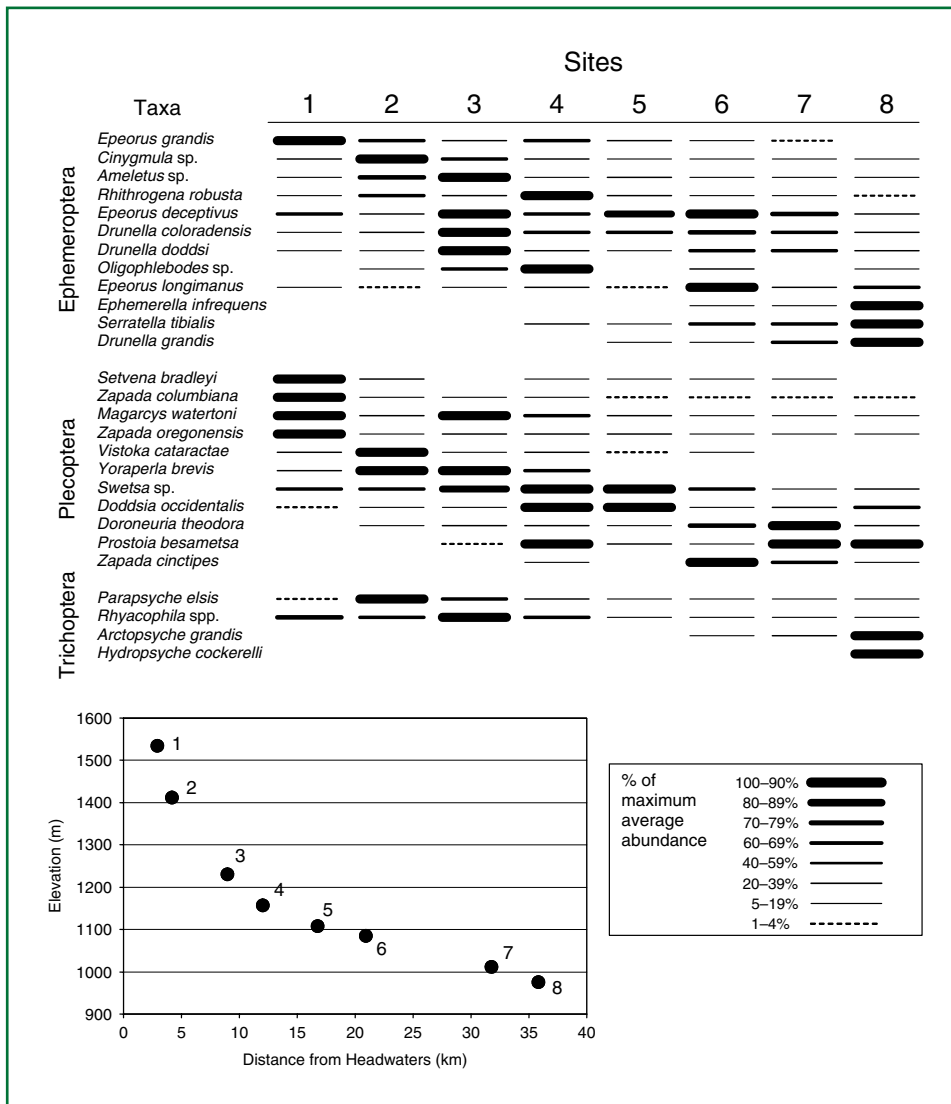 Sites
Taxa 1 2 3 4 5 6 7 8
Ephemeroptera
Epeorus grandis
Cinygmula sp.
Ameletus sp.
Rhithrogena robusta
Epeorus deceptivus
Drunella coloradensis
Drunella doddsi
Oligophlebodes sp.
Epeorus longimanus
Ephemerella infrequens
Serratella tibialis
Drunella grandis
Plecoptera
Setvena bradleyi
Zapada columbiana
Magarcys watertoni
Zapada oregonensis
Vistoka cataractae
Yoraperla brevis
Swetsa sp.
Doddsia occidentalis
Doroneuria theodora
Prostoia besametsa
Zapada cinctipes
Trichoptera
Parapsyche elsis
Rhyacophila spp.
Arctopsyche grandis
Hydropsyche cockerelli
Elevation (m)
1600
1500
1400
1300
1200
1100
1000
900
1
2
3
4
5
6
7
8
0 5 10 15 20 25 30 35 40
Distance from Headwaters (km)
% of
maximum
average
abundance
100–90%
80–89%
70–79%
60–69%
40–59%
20–39%
5–19%
1–4%